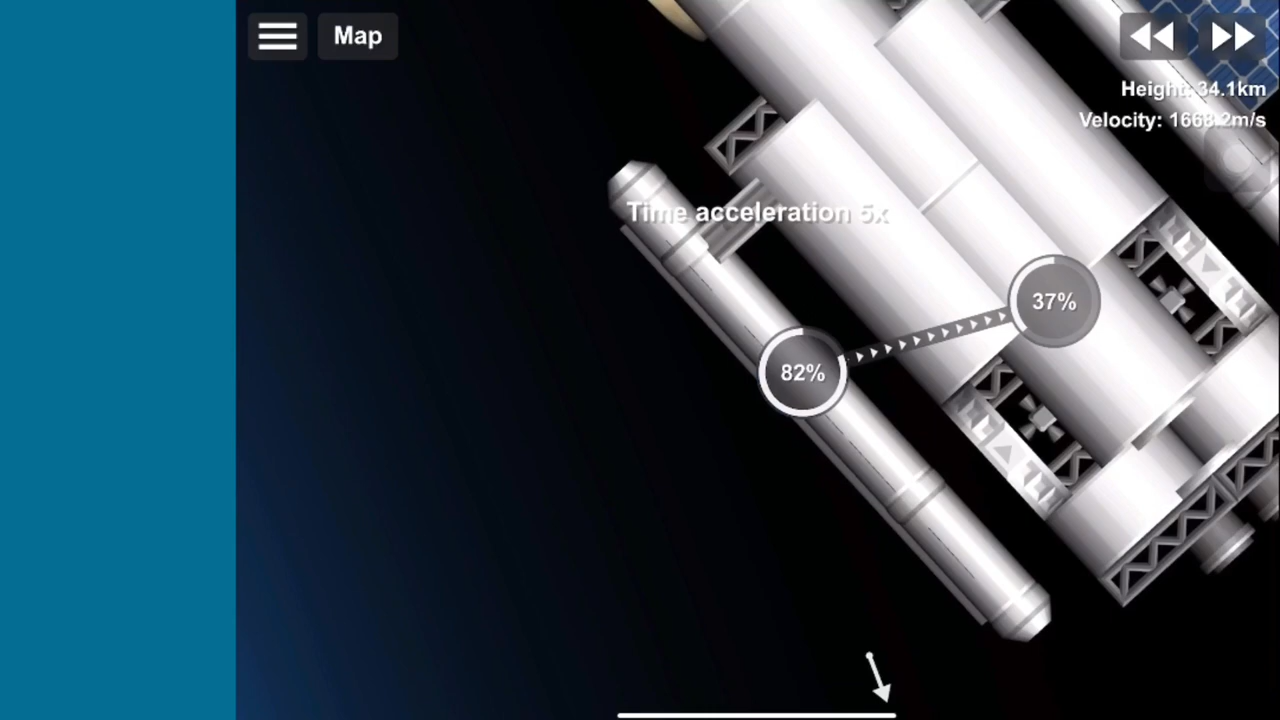 Map
Height: 34.1km
Velocity: 1668.2m/s
Time acceleration 5x
37%
82%